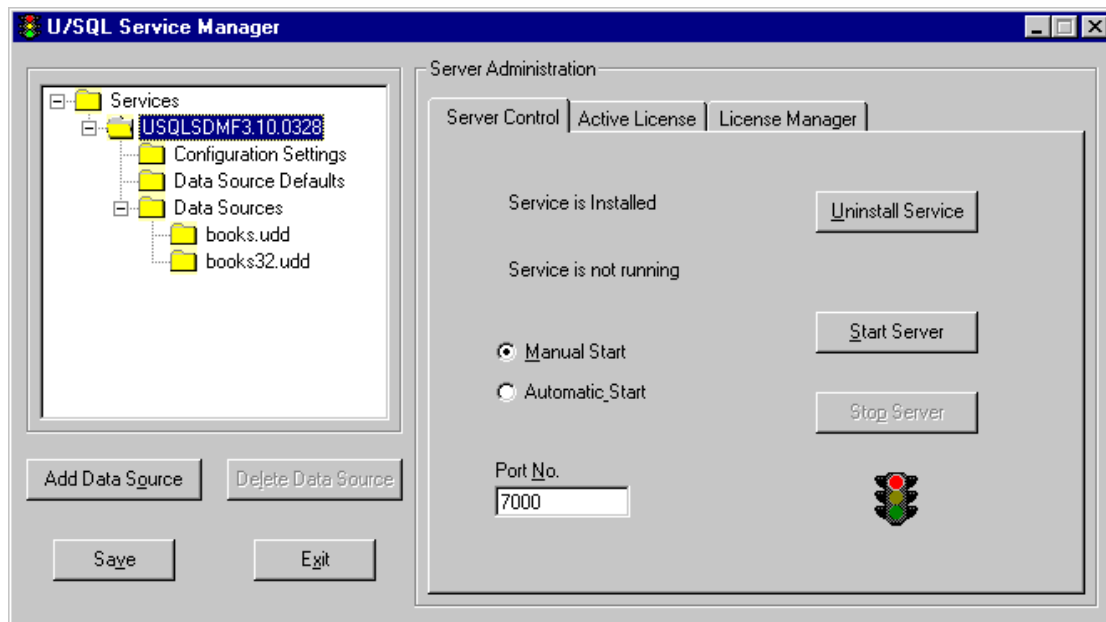 U/SQL Service Manager
Services
USQLSDMF3.10.0328
Configuration Settings
Data Source Defaults
Data Sources
books.udd
books32.udd
Add Data Source
Delete Data Source
Save
Exit
Server Administration
Server Control
Active License
License Manager
Service is Installed
Uninstall Service
Service is not running
Start Server
Manual Start
Automatic_Start
Stop Server
Port No.
7000